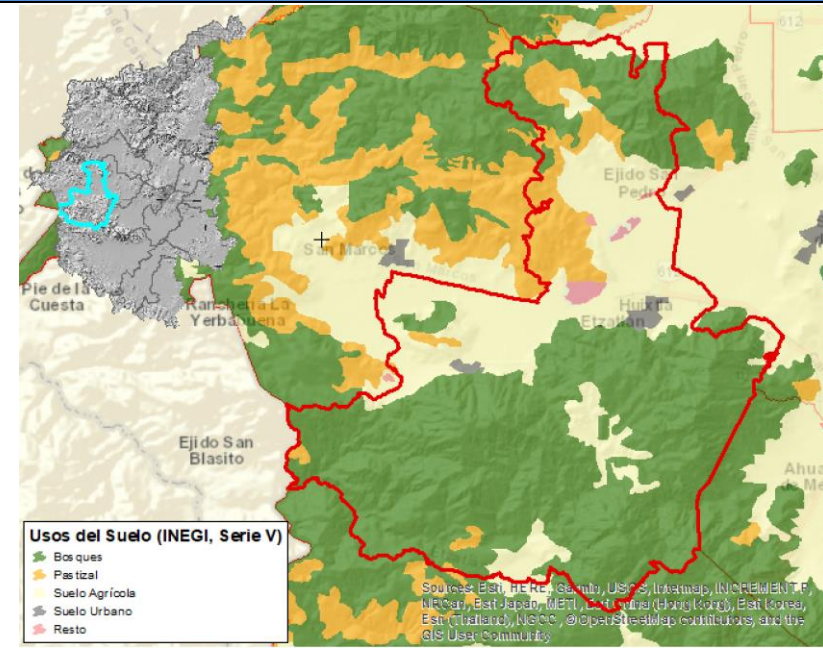 612
Ejido San
Pedro
San Marcos
Marcos
Pie de la
Cuesta
Ranchería La
Yerbabuena
Huixtla
Etzatlán
Ejido San
Blasito
Ahua
de Me
Usos del Suelo (INEGI, Serie V)
Bosques
Pastizal
Suelo Agrícola
Suelo Urbano
Resto
Sources: Esri, HERE, Garmin, USGS, Intermap, INCREMENT P,
NRCan, Esri Japan, METI, Esri China (Hong Kong), Esri Korea,
Esri (Thailand), NGCC, © OpenStreetMap contributors, and the
GIS User Community